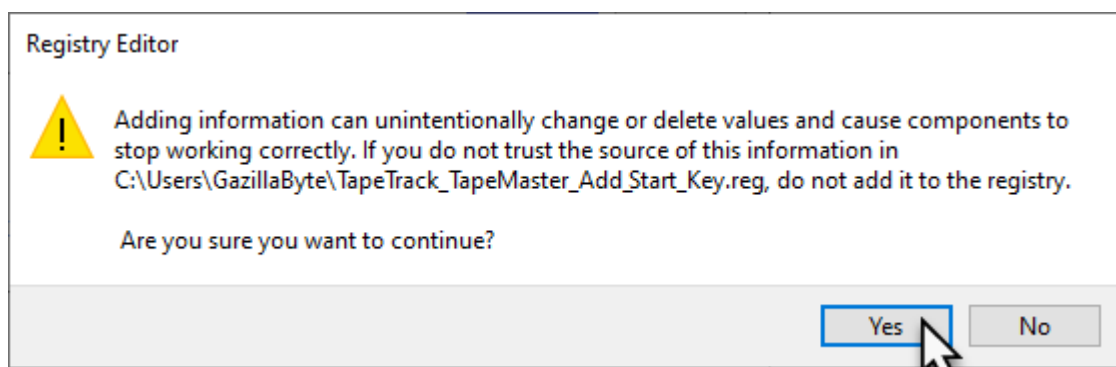 Registry Editor
Adding information can unintentionally change or delete values and cause components to
stop working correctly. If you do not trust the source of this information in
C:\Users\GazillaByte\TapeTrack_TapeMaster_Add_Start_Key.reg, do not add it to the registry.
Are you sure you want to continue?
Yes No